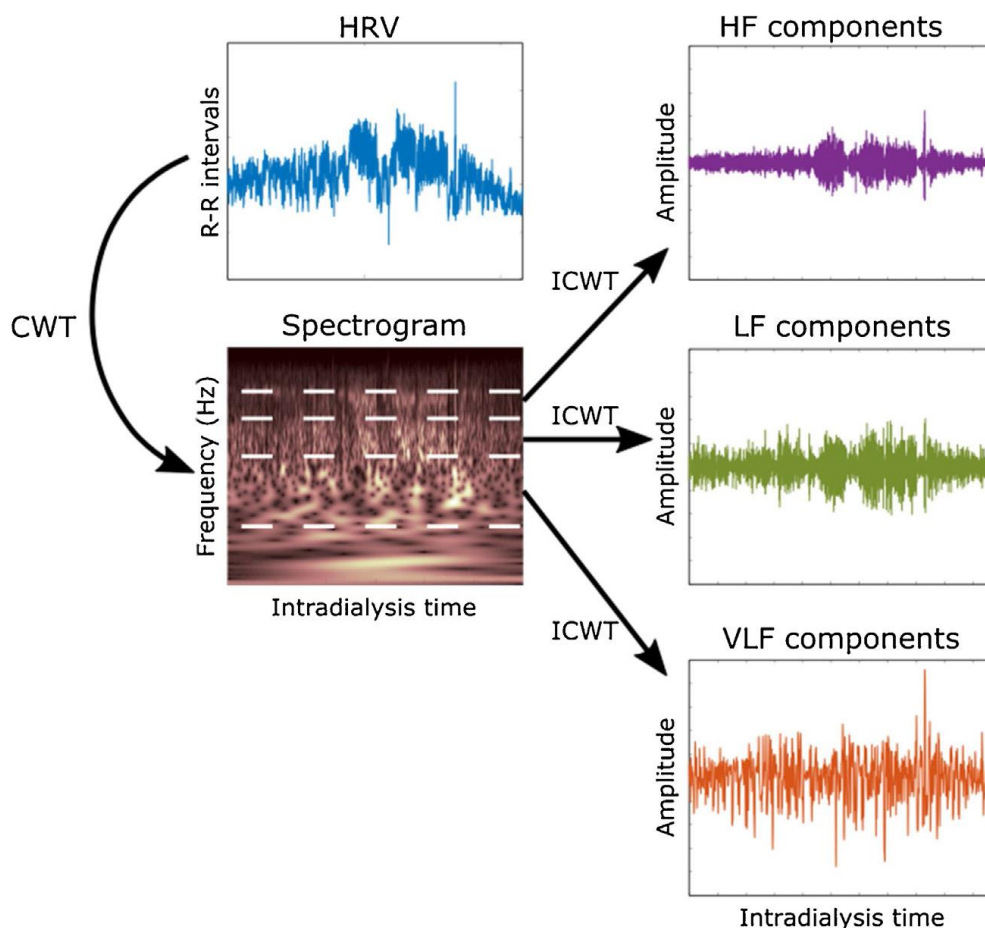 HRV
R-R intervals
CWT
Spectrogram
Frequency (Hz)
Intradialysis time
ICWT
ICWT
ICWT
HF components
Amplitude
LF components
Amplitude
VLF components
Amplitude
Intradialysis time